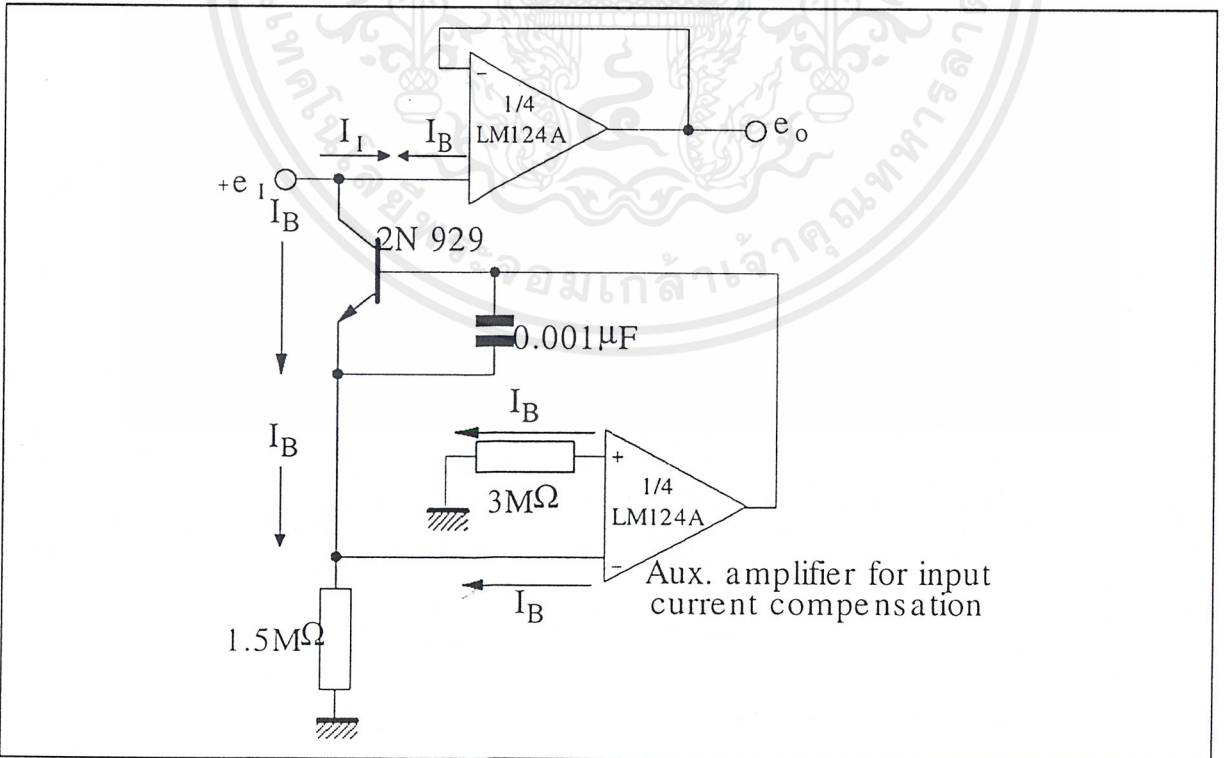 1/4
LM124A
e o
I I
I B
+e I
I B
2N 929
0.001µF
I B
I B
3MΩ
1/4
LM124A
I B
Aux. amplifier for input
current compensation
1.5MΩ